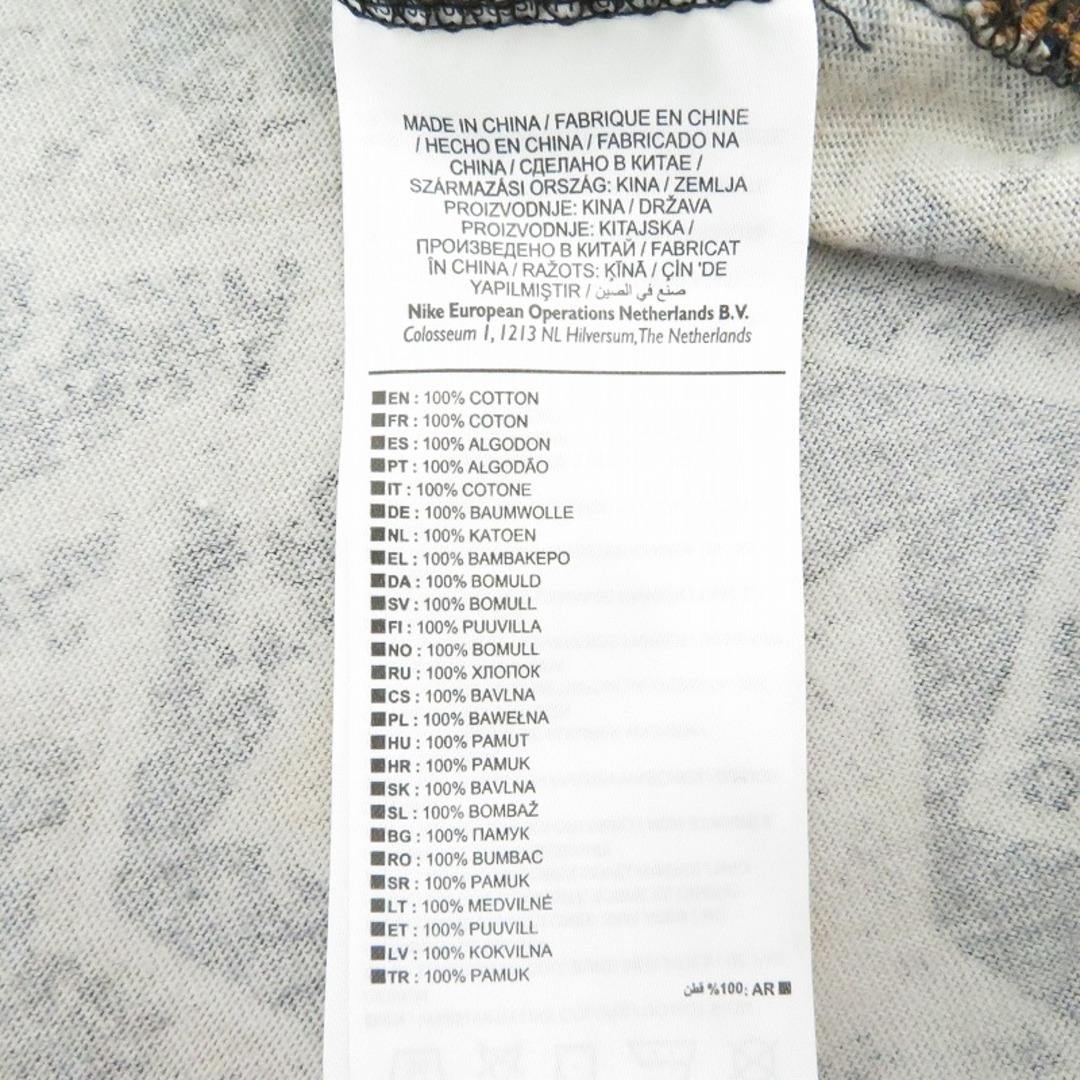 MADE IN CHINA / FABRIQUE EN CHINE
/ HECHO EN CHINA / FABRICADO NA
CHINA / СДЕЛАНО В КИТАЕ /
SZÁRMAZÁSI ORSZÁG: KINA / ZEMLJA
PROIZVODNJE: KINA / DRŽAVA
PROIZVODNJE: KITAJSKA /
ПРОИЗВЕДЕНО В КИТАЙ / FABRICAT
ÎN CHINA / RAŽOTS: ĶĪNĀ / ÇİN 'DE
YAPILMIŞTIR / صنع في الصين
Nike European Operations Netherlands B.V.
Colosseum 1, 1213 NL Hilversum, The Netherlands
EN : 100% COTTON
FR : 100% COTON
ES : 100% ALGODON
PT : 100% ALGODÃO
IT : 100% COTONE
DE : 100% BAUMWOLLE
NL : 100% KATOEN
EL : 100% ΒΑΜΒΑΚΕΡΟ
DA : 100% BOMULD
SV : 100% BOMULL
FI : 100% PUUVILLA
NO : 100% BOMULL
RU : 100% ХЛОПОК
CS : 100% BAVLNA
PL : 100% BAWEŁNA
HU : 100% PAMUT
HR : 100% PAMUK
SK : 100% BAVLNA
SL : 100% BOMBAŽ
BG : 100% ПАМУК
RO : 100% BUMBAC
SR : 100% PAMUK
LT : 100% MEDVILNĖ
ET : 100% PUUVILL
LV : 100% KOKVILNA
TR : 100% PAMUK
AR :100% قطن